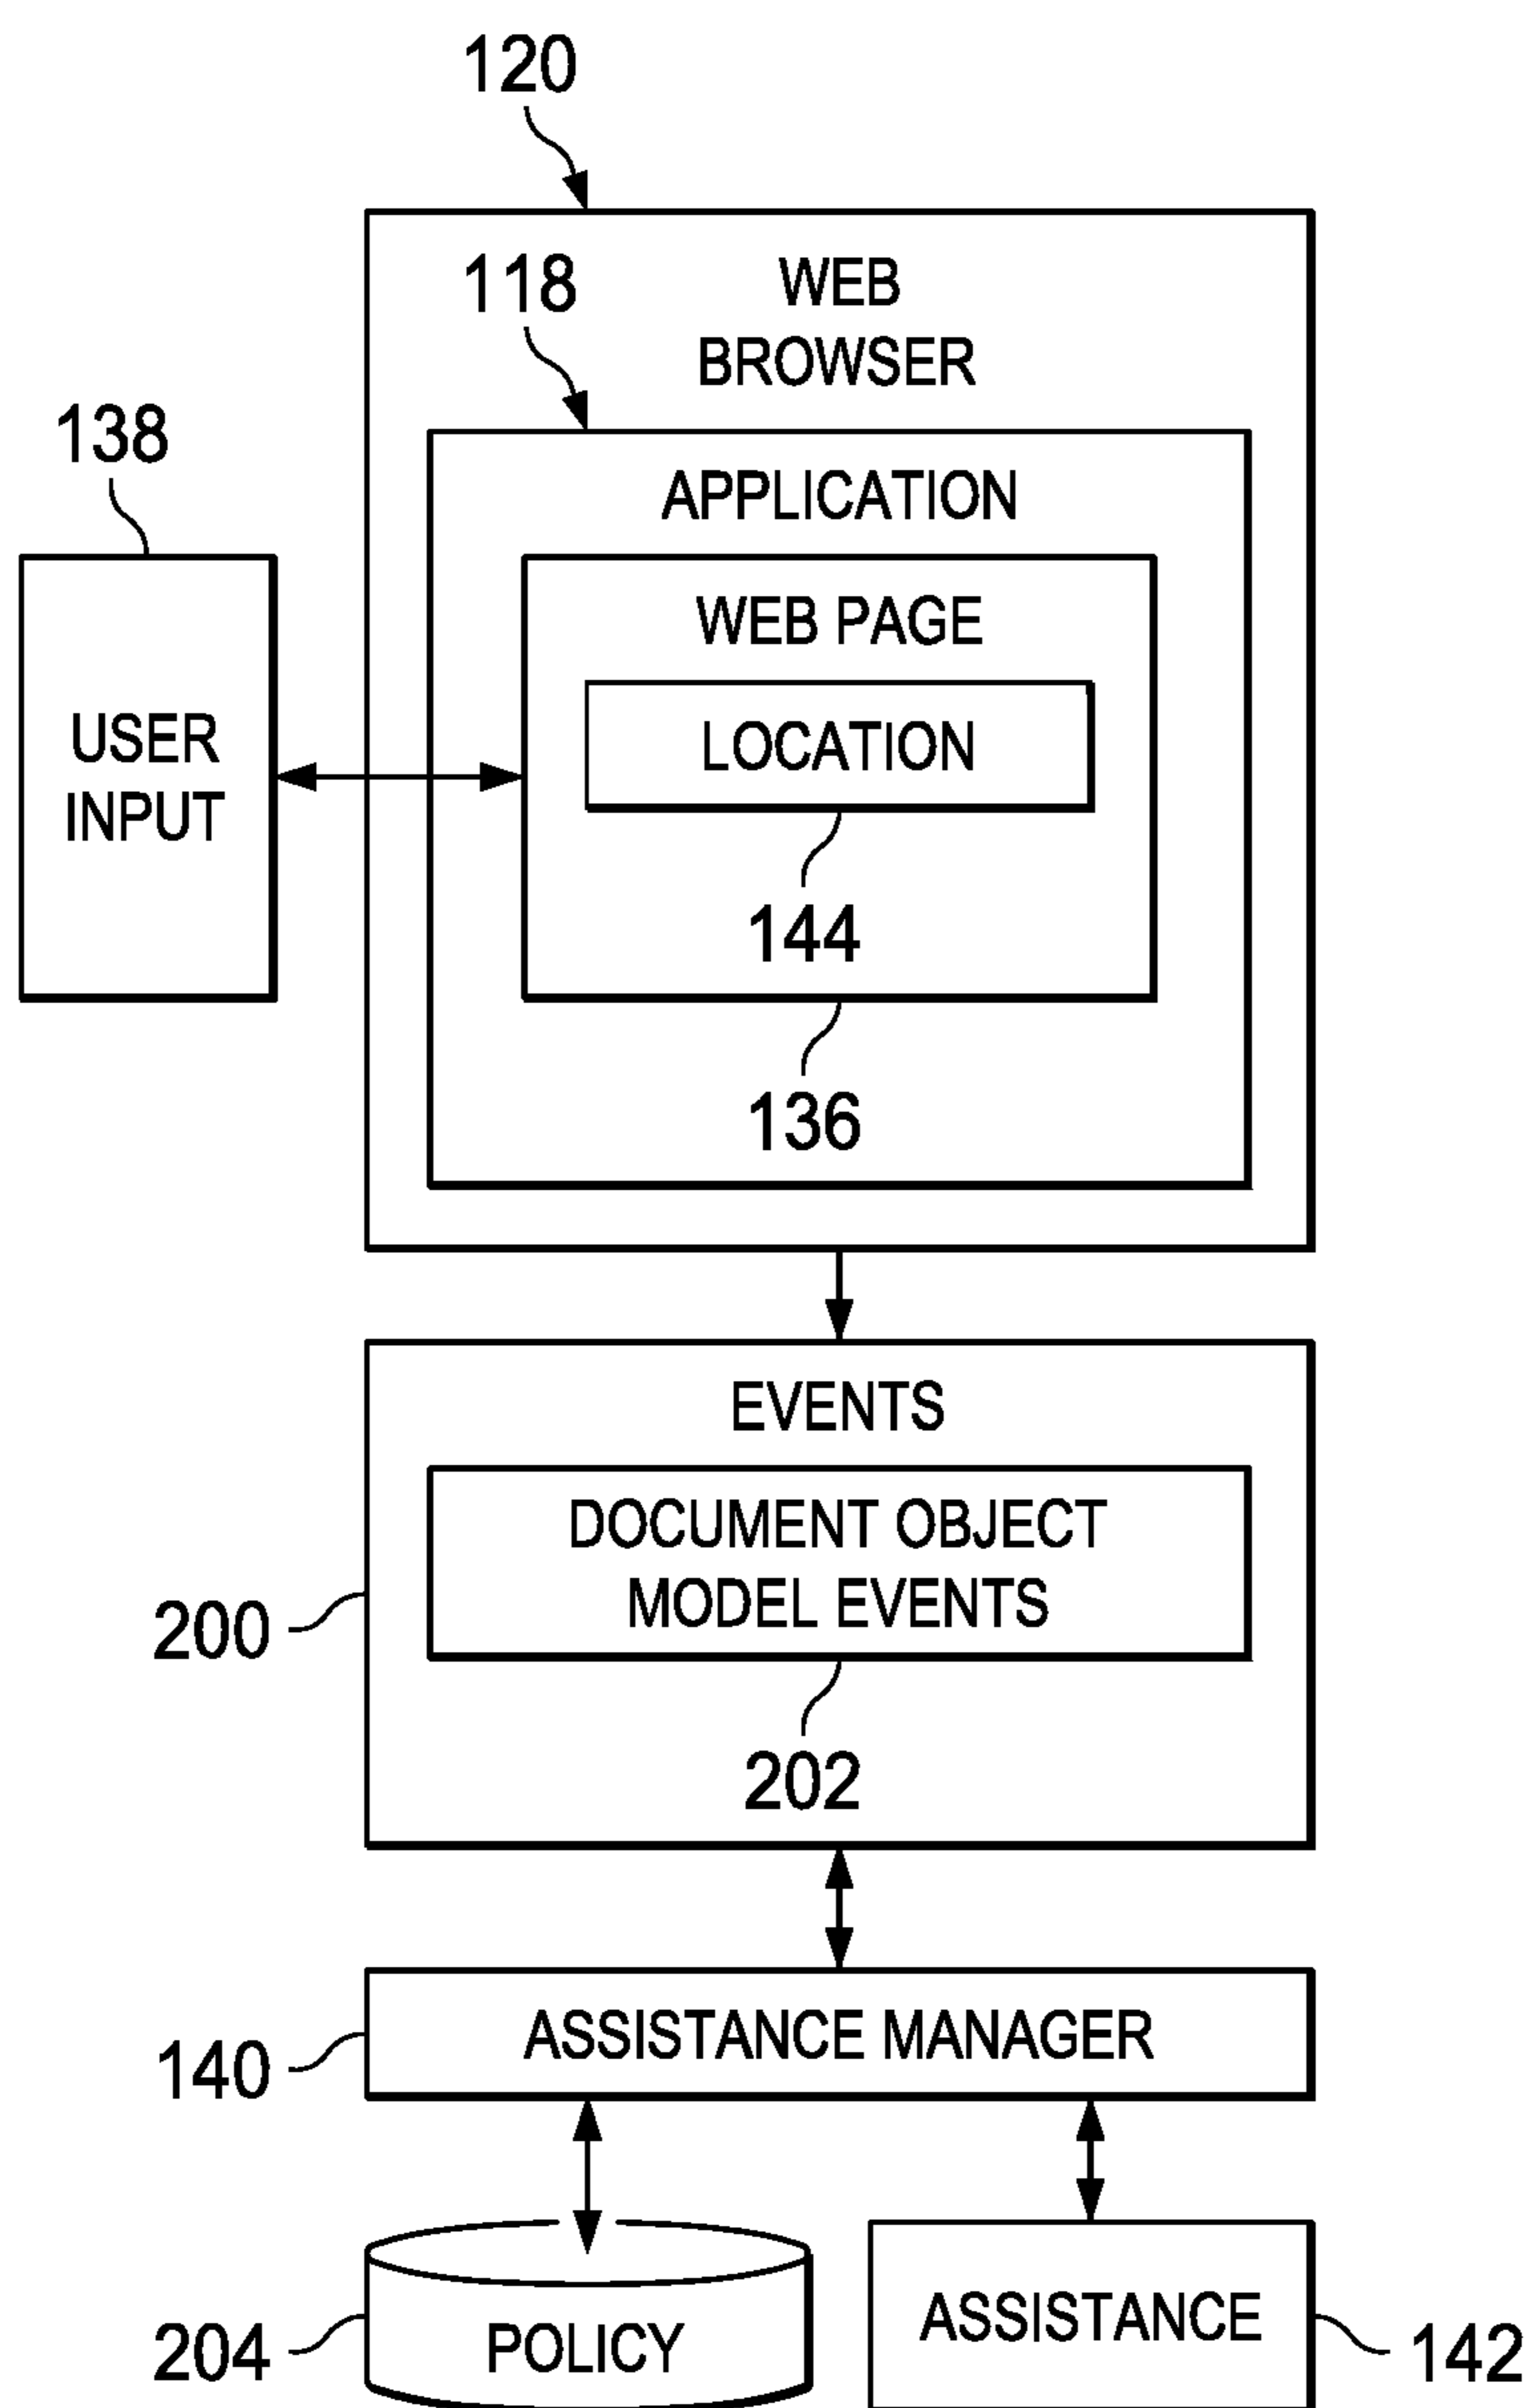 120
WEB
BROWSER
118
APPLICATION
138
WEB PAGE
USER
INPUT
LOCATION
144
136
EVENTS
DOCUMENT OBJECT
MODEL EVENTS
200
202
ASSISTANCE MANAGER
140
POLICY
204
ASSISTANCE
142